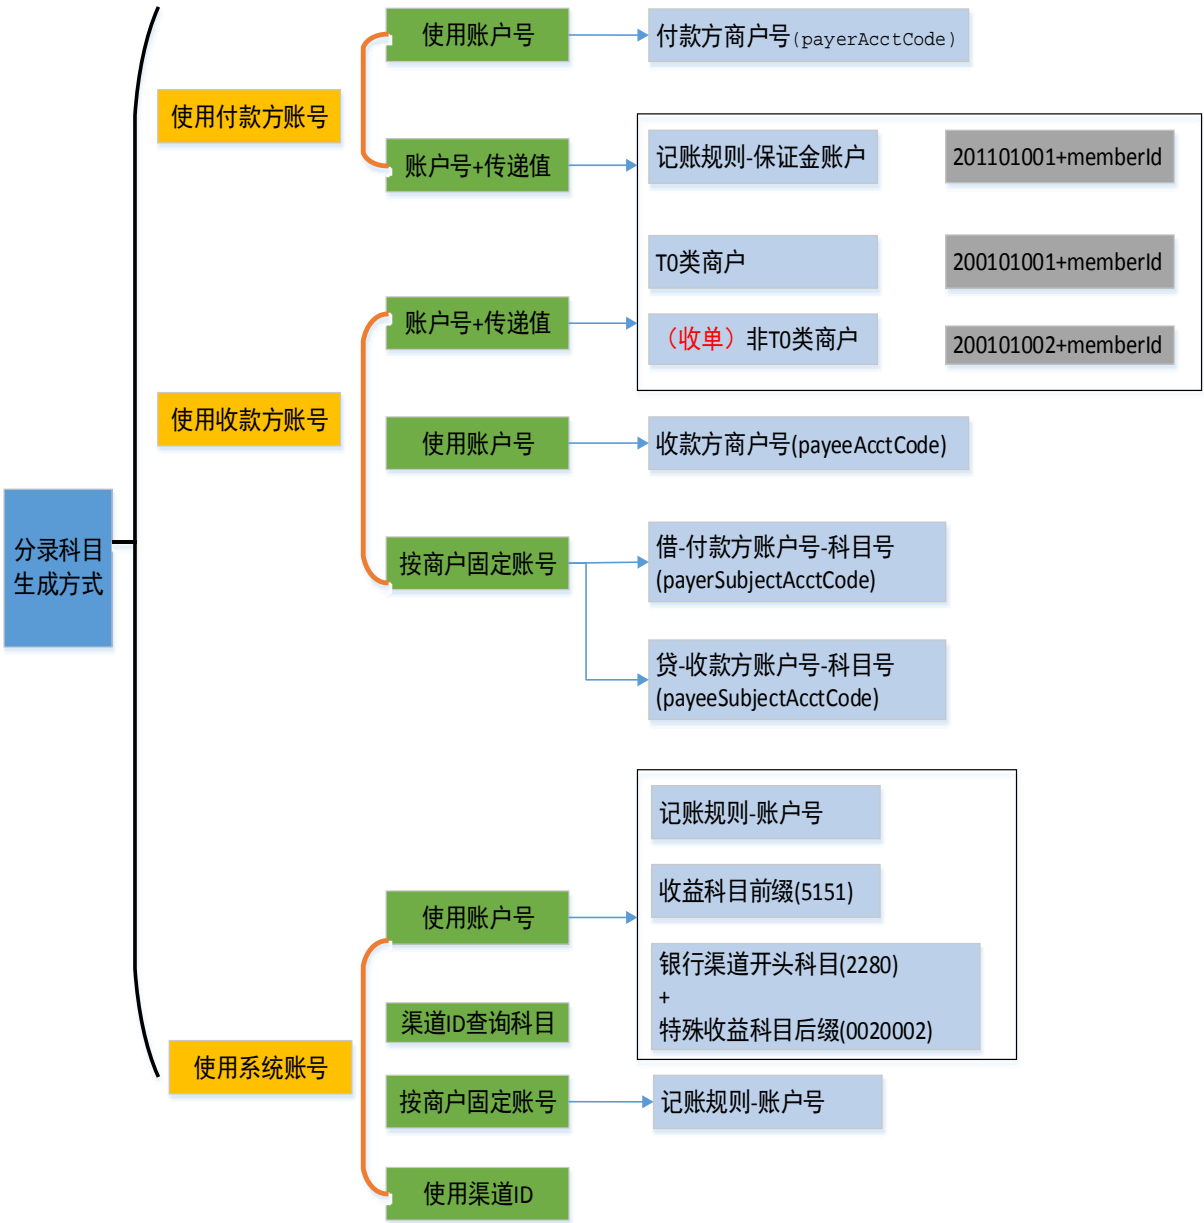 使用账户号
付款方商户号(payerAcctCode)
使用付款方账号
账户号+传递值
记账规则-保证金账户
201101001+memberId
T0类商户
200101001+memberId
账户号+传递值
（收单）非T0类商户
200101002+memberId
使用收款方账号
使用账户号
收款方商户号(payeeAcctCode)
分录科目
生成方式
按商户固定账号
借-付款方账户号-科目号
(payerSubjectAcctCode)
贷-收款方账户号-科目号
(payeeSubjectAcctCode)
记账规则-账户号
收益科目前缀(5151)
使用账户号
银行渠道开头科目(2280)
+
特殊收益科目后缀(0020002)
渠道ID查询科目
使用系统账号
按商户固定账号
记账规则-账户号
使用渠道ID